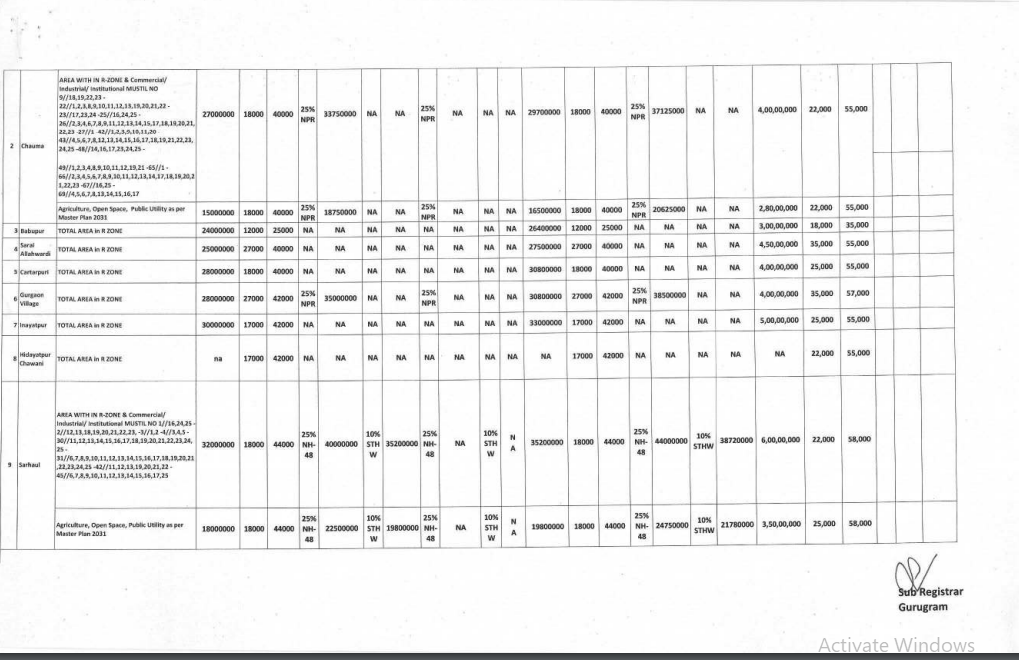 AREA WITH IN R-ZONE & Commercial/
Industrial/ Institutional MUSTIL NO
9//18,19,22,23 -
22//1,2,3,8,9,10,11,12,13,19,20,21,22 -
23//17,23,24 -25//16,24,25 -
26//2,3,4,6,7,8,9,11,12,13,14,15,17,18,19,20,21,
22,23 -27//1 -42//1,2,3,9,10,11,20
43//4,5,6,7,8,12,13,14,15,16,17,18,19,21,22,23,
24,25 -48//14,16,17,23,24,25 -
49//1,2,3,4,8,9,10,11,12,19,21 -65//1 -
66//2,3,4,5,6,7,8,9,10,11,12,13,14,17,18,19,20,2
1,22,23 -67//16,25 -
69//4,5,6,7,8,13,14,15,16,17
2 Chauma 27000000 18000 40000 25% NPR 33750000 NA NA 25% NPR NA NA NA 29700000 18000 40000 25% NPR 37125000 NA NA 4,00,00,000 22,000 55,000
Agriculture, Open Space, Public Utility as per
Master Plan 2031
15000000 18000 40000 25% NPR 18750000 NA NA 25% NPR NA NA NA 16500000 18000 40000 25% NPR 20625000 NA NA 2,80,00,000 22,000 55,000
3 Babupur TOTAL AREA in R ZONE 24000000 12000 25000 NA NA NA NA NA NA NA NA 26400000 12000 25000 NA NA NA NA 3,00,00,000 18,000 35,000
4 Sarai Allahwardi TOTAL AREA in R ZONE 25000000 27000 40000 NA NA NA NA NA NA NA NA 27500000 27000 40000 NA NA NA NA 4,50,00,000 35,000 55,000
5 Cartarpuri TOTAL AREA in R ZONE 28000000 18000 40000 NA NA NA NA NA NA NA NA 30800000 18000 40000 NA NA NA NA 4,00,00,000 25,000 55,000
6 Gurgaon Village TOTAL AREA in R ZONE 28000000 27000 42000 25% NPR 35000000 NA NA 25% NPR NA NA NA 30800000 27000 42000 25% NPR 38500000 NA NA 4,00,00,000 35,000 57,000
7 Inayatpur TOTAL AREA in R ZONE 30000000 17000 42000 NA NA NA NA NA NA NA NA 33000000 17000 42000 NA NA NA NA 5,00,00,000 25,000 55,000
8 Hidayatpur Chawani TOTAL AREA in R ZONE na 17000 42000 NA NA NA NA NA NA NA NA NA 17000 42000 NA NA NA NA NA 22,000 55,000
AREA WITH IN R-ZONE & Commercial/
Industrial/ Institutional MUSTIL NO 1//16,24,25 -
2//12,13,18,19,20,21,22,23, -3//1,2 -4//3,4,5 -
30//11,12,13,14,15,16,17,18,19,20,21,22,23,24,
25 -
31//6,7,8,9,10,11,12,13,14,15,16,17,18,19,20,21
,22,23,24,25 -42//11,12,13,19,20,21,22 -
45//6,7,8,9,10,11,12,13,14,15,16,17,25
9 Sarhaul 32000000 18000 44000 25% NH-48 40000000 10% STHW 35200000 25% NH-48 NA 10% STHW NA 35200000 18000 44000 25% NH-48 44000000 10% STHW 38720000 6,00,00,000 22,000 58,000
Agriculture, Open Space, Public Utility as per
Master Plan 2031
18000000 18000 44000 25% NH-48 22500000 10% STHW 19800000 25% NH-48 NA 10% STHW NA 19800000 18000 44000 25% NH-48 24750000 10% STHW 21780000 3,50,00,000 25,000 58,000
Sub Registrar
Gurugram
Activate Windows